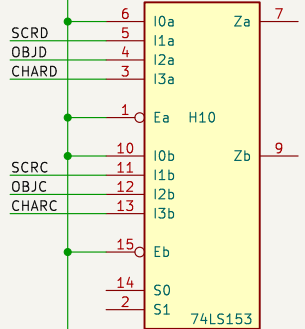 6 I0a Za 7
SCRD 5 I1a
OBJD 4 I2a
CHARD 3 I3a
1 Ea H10
10 I0b Zb 9
SCRC 11 I1b
OBJC 12 I2b
CHARC 13 I3b
15 Eb
14 S0
2 S1
74LS153